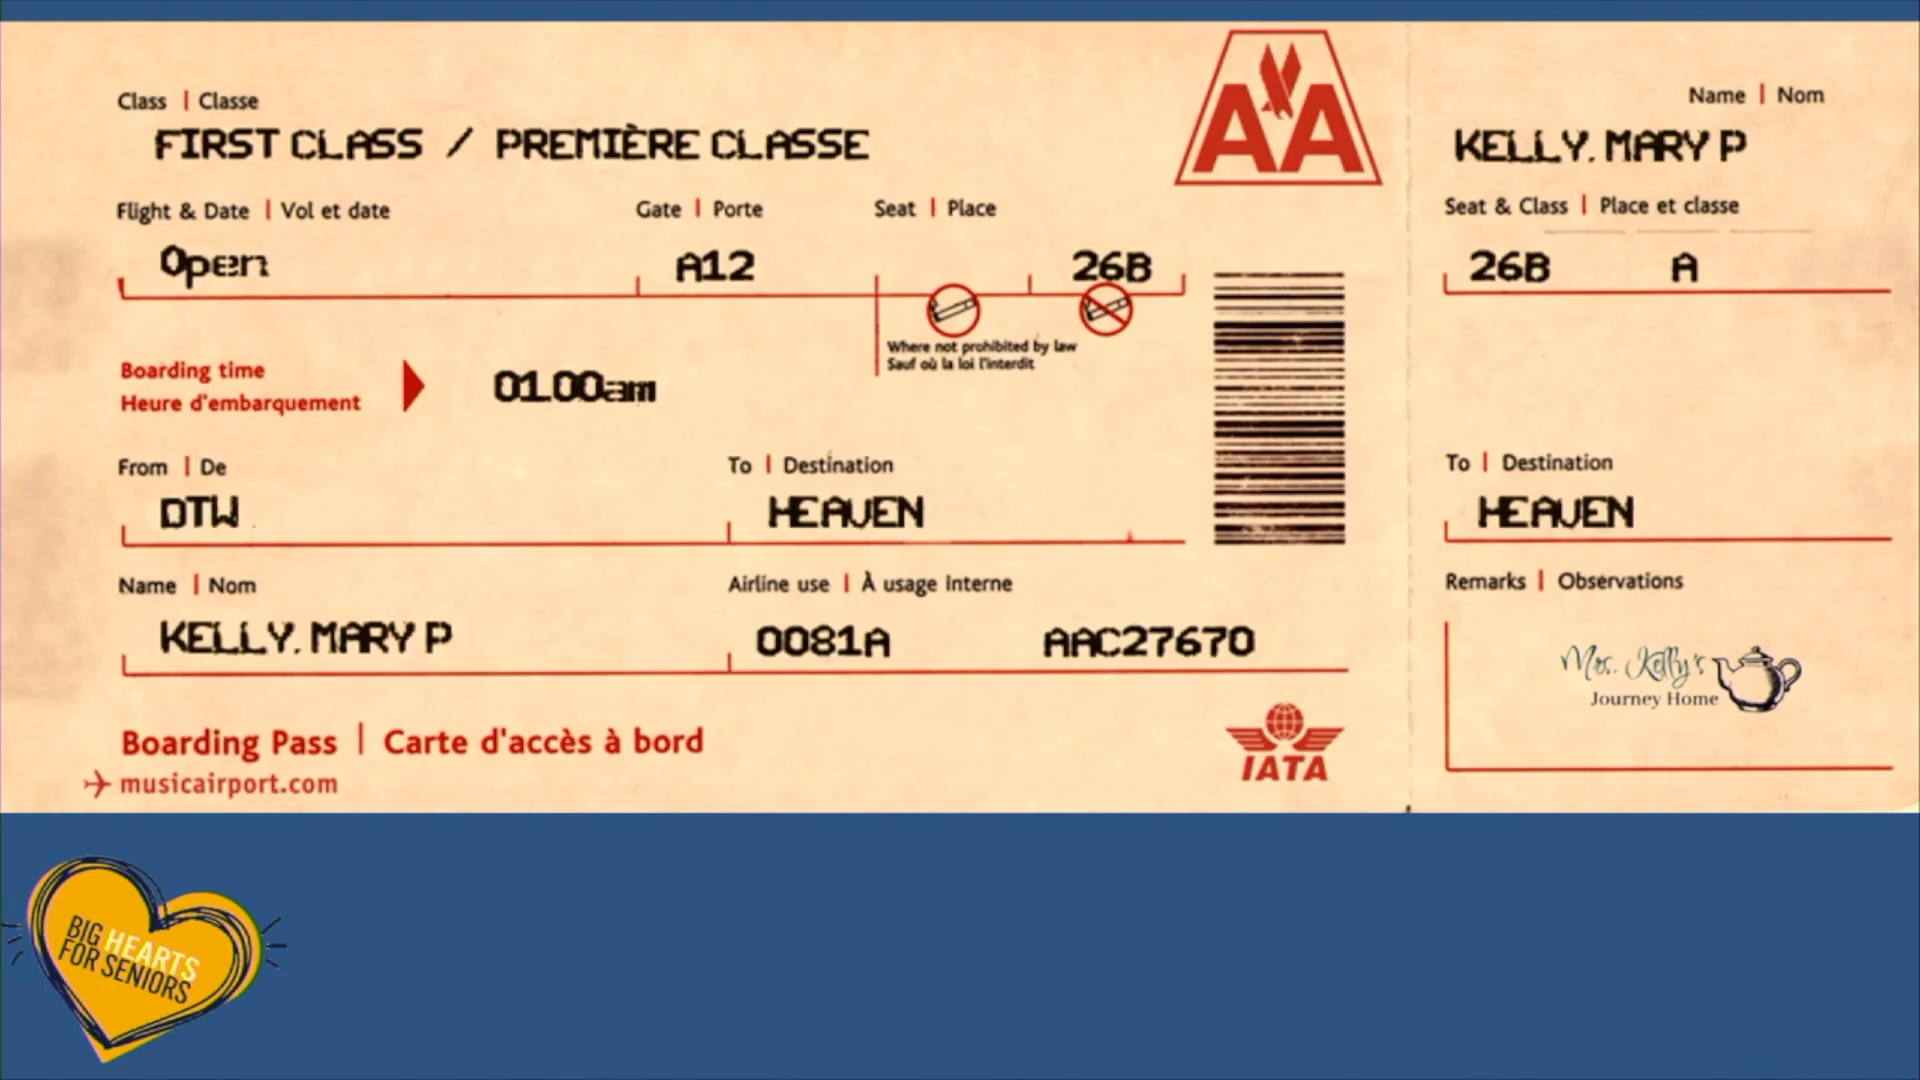 Class | Classe
FIRST CLASS / PREMIÈRE CLASSE
Flight & Date | Vol et date
Gate | Porte
Seat | Place
Open
A12
26B
Where not prohibited by law
Sauf où la loi l'interdit
Boarding time
Heure d'embarquement
01.00am
From | De
To | Destination
DTW
HEAVEN
Name | Nom
Airline use | À usage interne
KELLY. MARY P
0081A
AAC27670
Boarding Pass | Carte d'accès à bord
musicairport.com
AA
IATA
Name | Nom
KELLY. MARY P
Seat & Class | Place et classe
26B A
To | Destination
HEAVEN
Remarks | Observations
Mrs. Kelly's
Journey Home
BIG HEARTS
FOR SENIORS